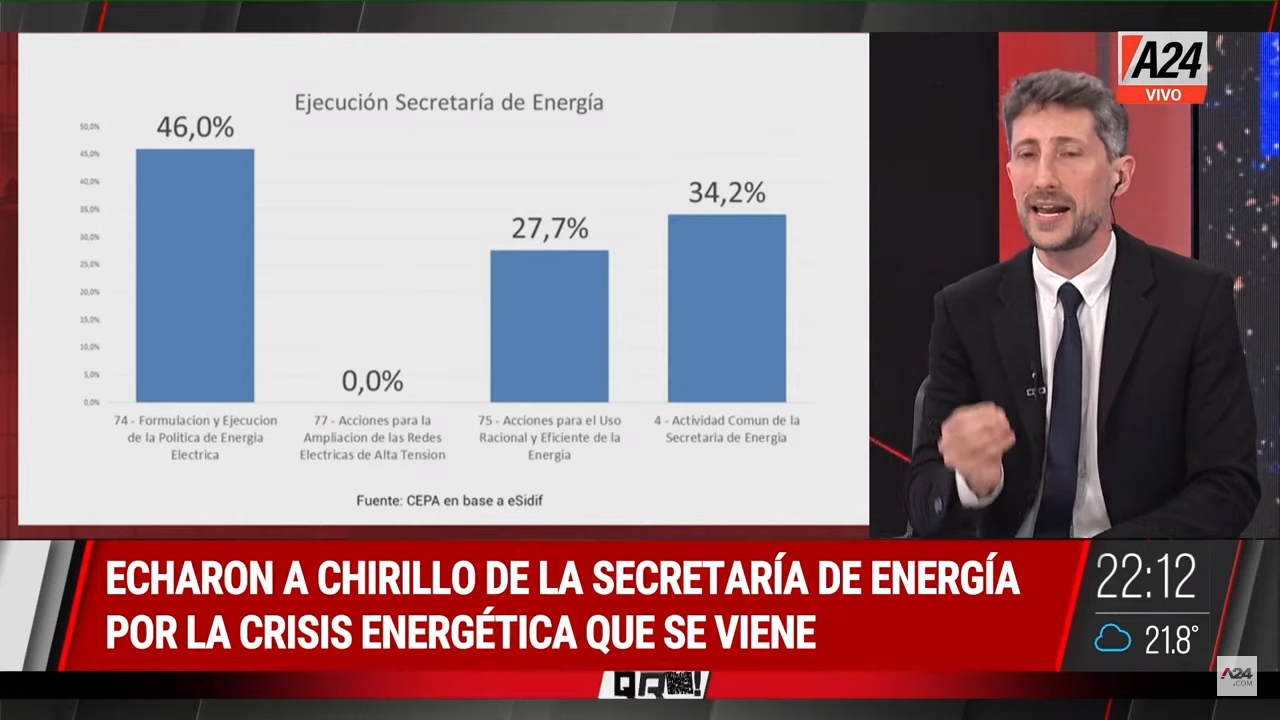 A24
VIVO
Ejecución Secretaría de Energía
50,0%
45,0%
40,0%
35,0%
30,0%
25,0%
20,0%
15,0%
10,0%
5,0%
0,0%
46,0%
0,0%
27,7%
34,2%
74 - Formulacion y Ejecucion
de la Politica de Energia
Electrica
77 - Acciones para la
Ampliacion de las Redes
Electricas de Alta Tension
75 - Acciones para el Uso
Racional y Eficiente de la
Energia
4 - Actividad Comun de la
Secretaria de Energia
Fuente: CEPA en base a eSidif
ECHARON A CHIRILLO DE LA SECRETARÍA DE ENERGÍA
POR LA CRISIS ENERGÉTICA QUE SE VIENE
22:12
21.8°
QR!
A24
.COM